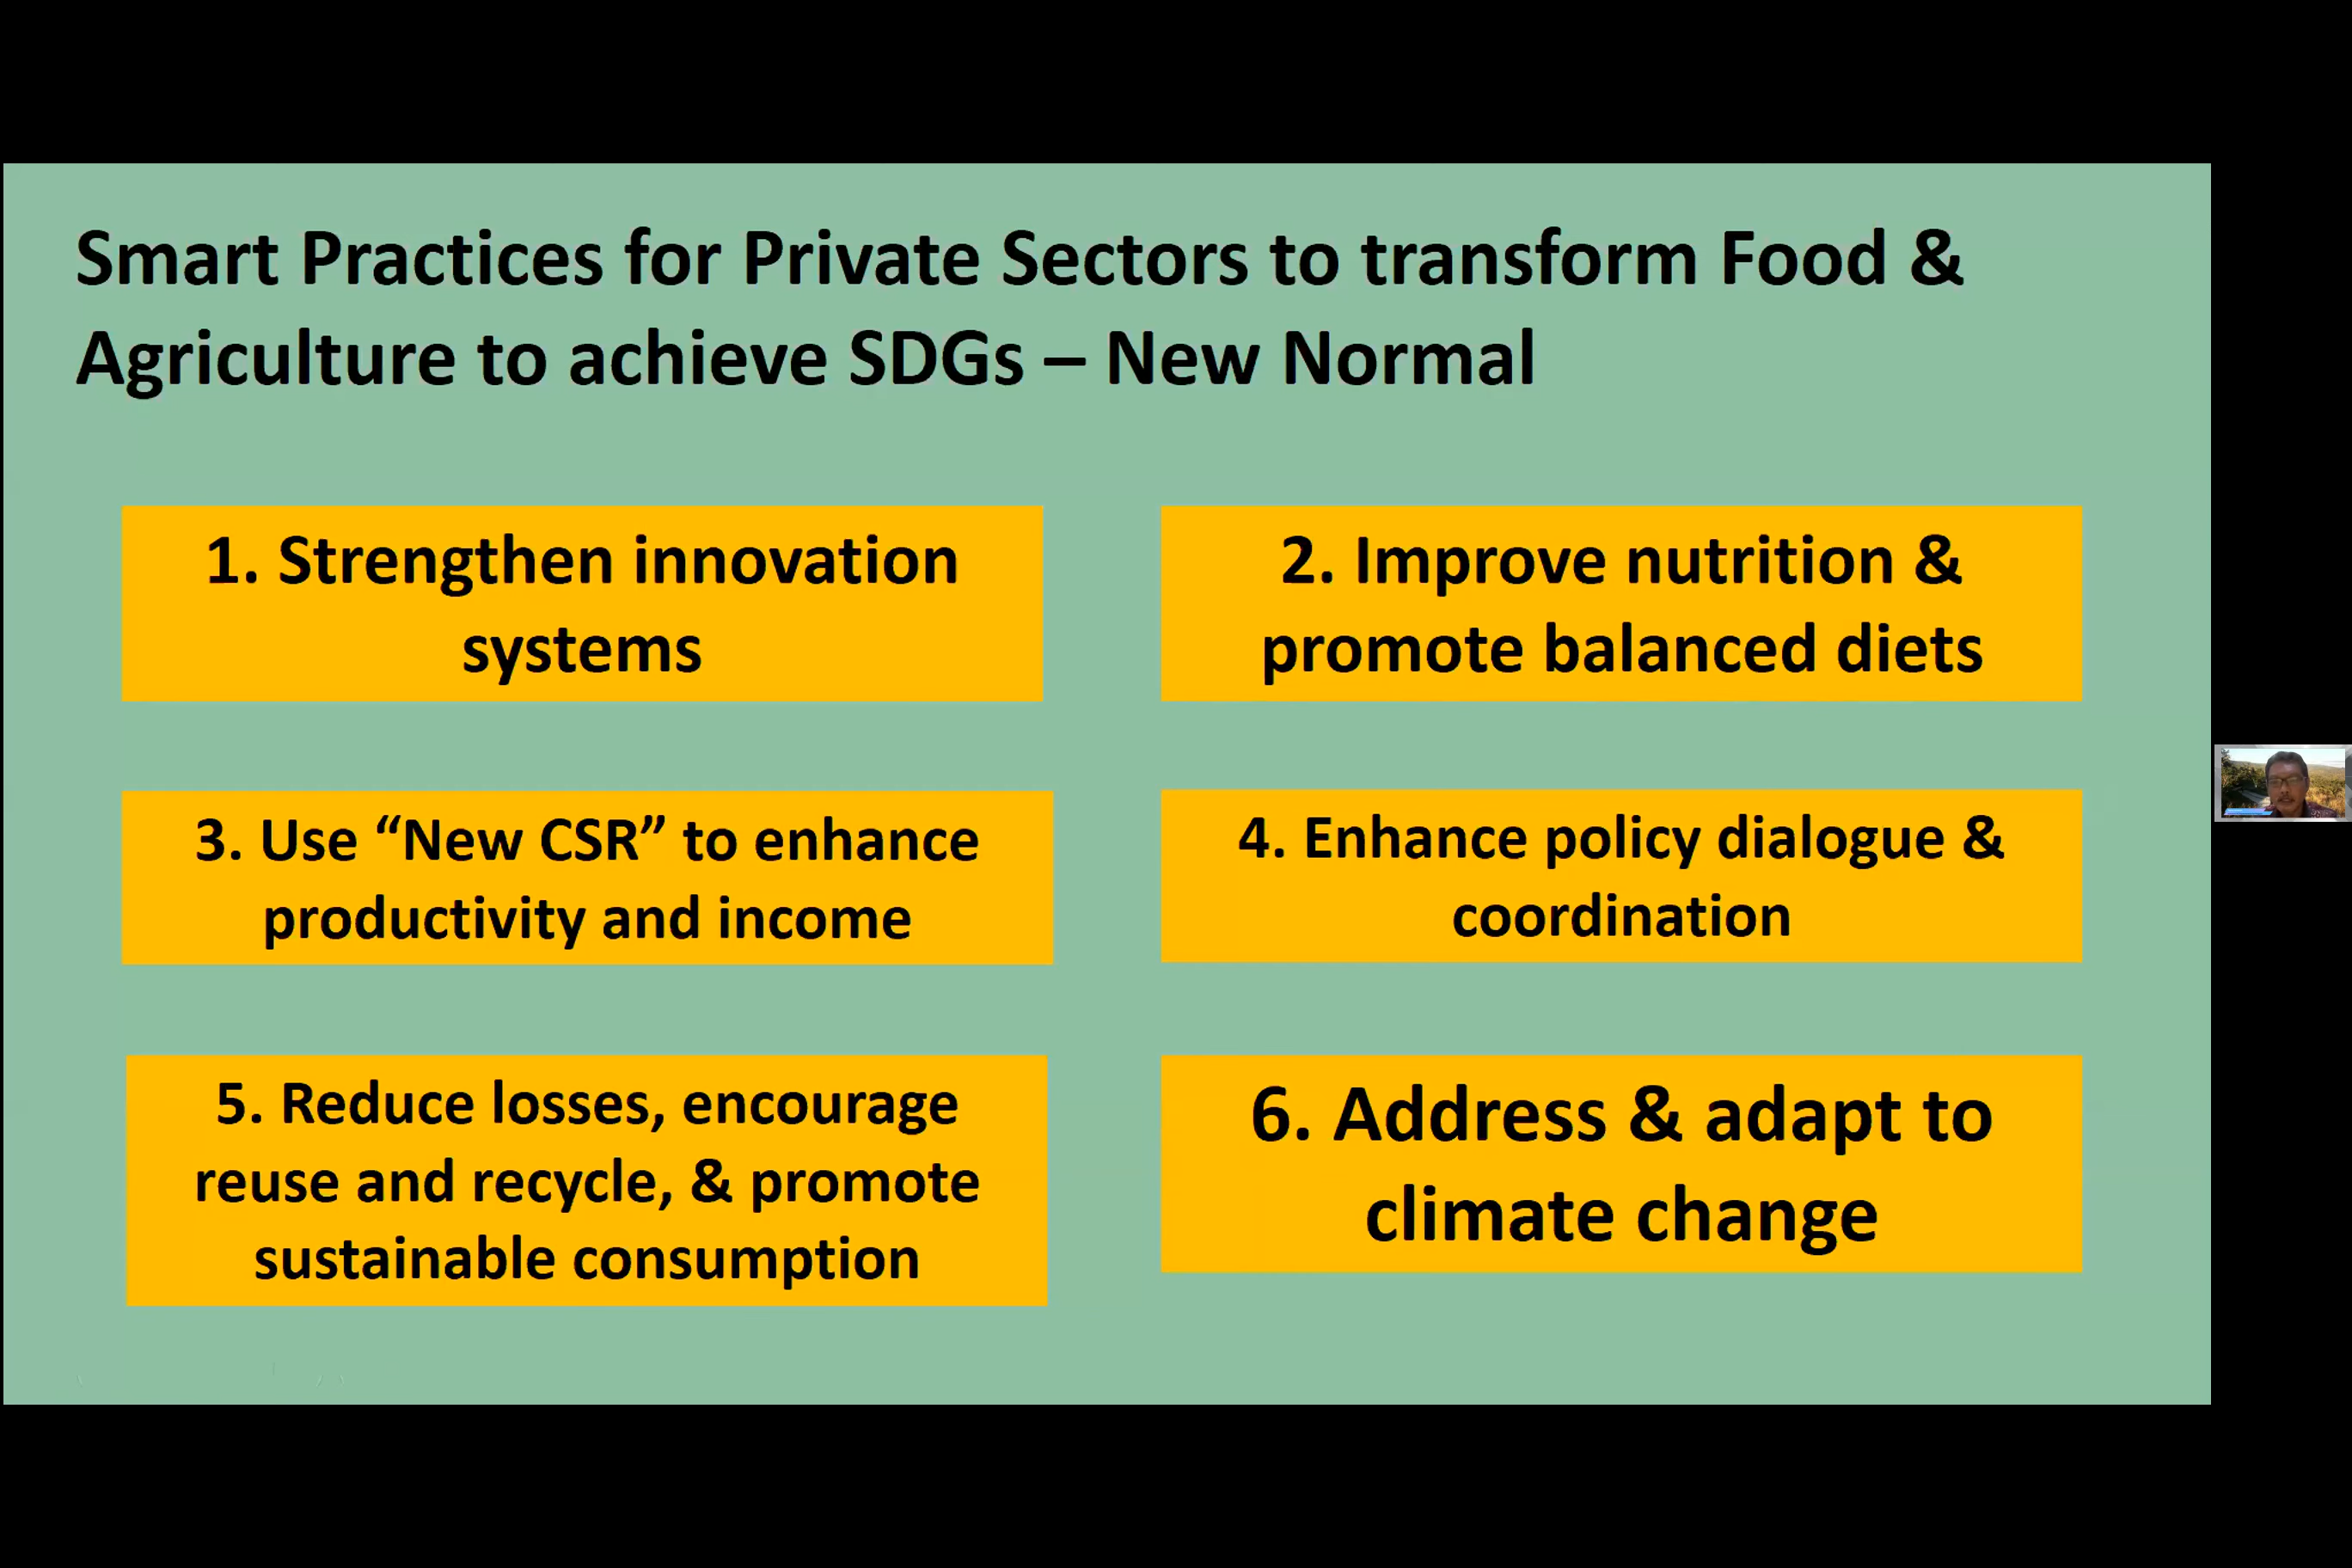 Smart Practices for Private Sectors to transform Food &
Agriculture to achieve SDGs – New Normal
1. Strengthen innovation
systems
2. Improve nutrition &
promote balanced diets
3. Use “New CSR” to enhance
productivity and income
4. Enhance policy dialogue &
coordination
5. Reduce losses, encourage
reuse and recycle, & promote
sustainable consumption
6. Address & adapt to
climate change